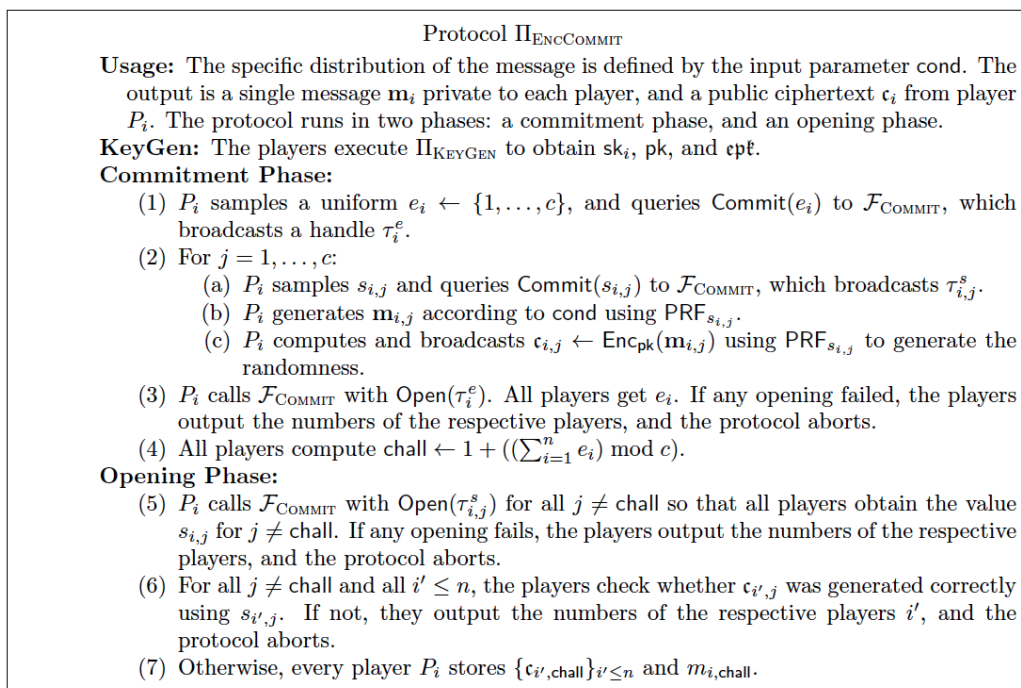 Protocol Π_EncCommit
Usage: The specific distribution of the message is defined by the input parameter cond. The
output is a single message m_i private to each player, and a public ciphertext 𝔠_i from player
P_i. The protocol runs in two phases: a commitment phase, and an opening phase.
KeyGen: The players execute Π_KeyGen to obtain sk_i, pk, and 𝔢𝔭𝔨.
Commitment Phase:
(1) P_i samples a uniform e_i ← {1, . . . , c}, and queries Commit(e_i) to F_Commit, which
broadcasts a handle τ_i^e.
(2) For j = 1, . . . , c:
(a) P_i samples s_{i,j} and queries Commit(s_{i,j}) to F_Commit, which broadcasts τ_{i,j}^s.
(b) P_i generates m_{i,j} according to cond using PRF_{s_{i,j}}.
(c) P_i computes and broadcasts 𝔠_{i,j} ← Enc_pk(m_{i,j}) using PRF_{s_{i,j}} to generate the
randomness.
(3) P_i calls F_Commit with Open(τ_i^e). All players get e_i. If any opening failed, the players
output the numbers of the respective players, and the protocol aborts.
(4) All players compute chall ← 1 + ((∑_{i=1}^n e_i) mod c).
Opening Phase:
(5) P_i calls F_Commit with Open(τ_{i,j}^s) for all j ≠ chall so that all players obtain the value
s_{i,j} for j ≠ chall. If any opening fails, the players output the numbers of the respective
players, and the protocol aborts.
(6) For all j ≠ chall and all i′ ≤ n, the players check whether 𝔠_{i′,j} was generated correctly
using s_{i′,j}. If not, they output the numbers of the respective players i′, and the
protocol aborts.
(7) Otherwise, every player P_i stores {𝔠_{i′,chall}}_{i′≤n} and m_{i,chall}.